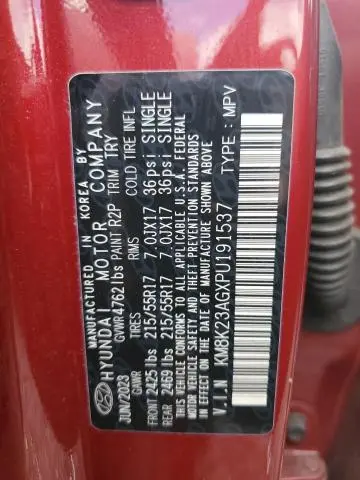 MANUFACTURED IN KOREA BY
HYUNDAI MOTOR COMPANY
JUN/2023 GVWR 4762 lbs PAINT R2P TRIM TRY
GAWR TIRES RIMS COLD TIRE INFL
FRONT 2425 lbs 215/55R17 7.0JX17 36psi SINGLE
REAR 2469 lbs 215/55R17 7.0JX17 36psi SINGLE
THIS VEHICLE CONFORMS TO ALL APPLICABLE U.S.A. FEDERAL
MOTOR VEHICLE SAFETY, BUMPER, AND THEFT PREVENTION
STANDARDS IN EFFECT ON THE DATE OF MANUFACTURE SHOWN ABOVE.
V.I.N : KM8K23AGXPU191537 TYPE : MPV